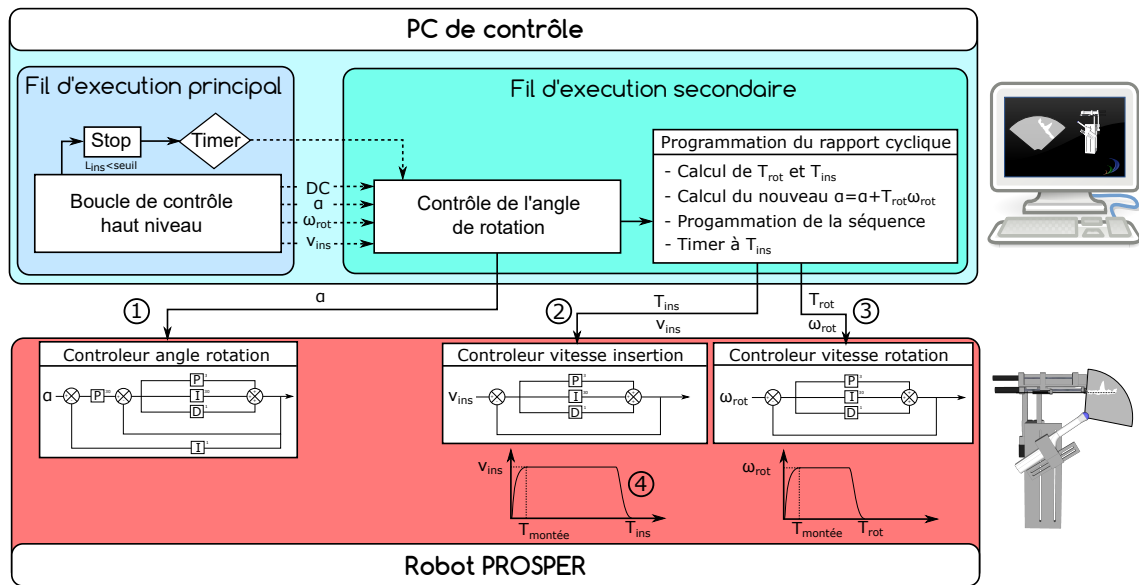 PC de contrôle
Fil d'execution principal
Fil d'execution secondaire
Stop
Timer
Lins<seuil
Boucle de contrôle
haut niveau
DC
α
ωrot
vins
Contrôle de l'angle
de rotation
Programmation du rapport cyclique
- Calcul de Trot et Tins
- Calcul du nouveau α=α+Trotωrot
- Progammation de la séquence
- Timer à Tins
① α
② Tins
vins
Trot ③
ωrot
Controleur angle rotation
α P P I D I
Controleur vitesse insertion
vins P I D
Controleur vitesse rotation
ωrot P I D
vins
④
Tmontée
Tins
ωrot
Tmontée
Trot
Robot PROSPER